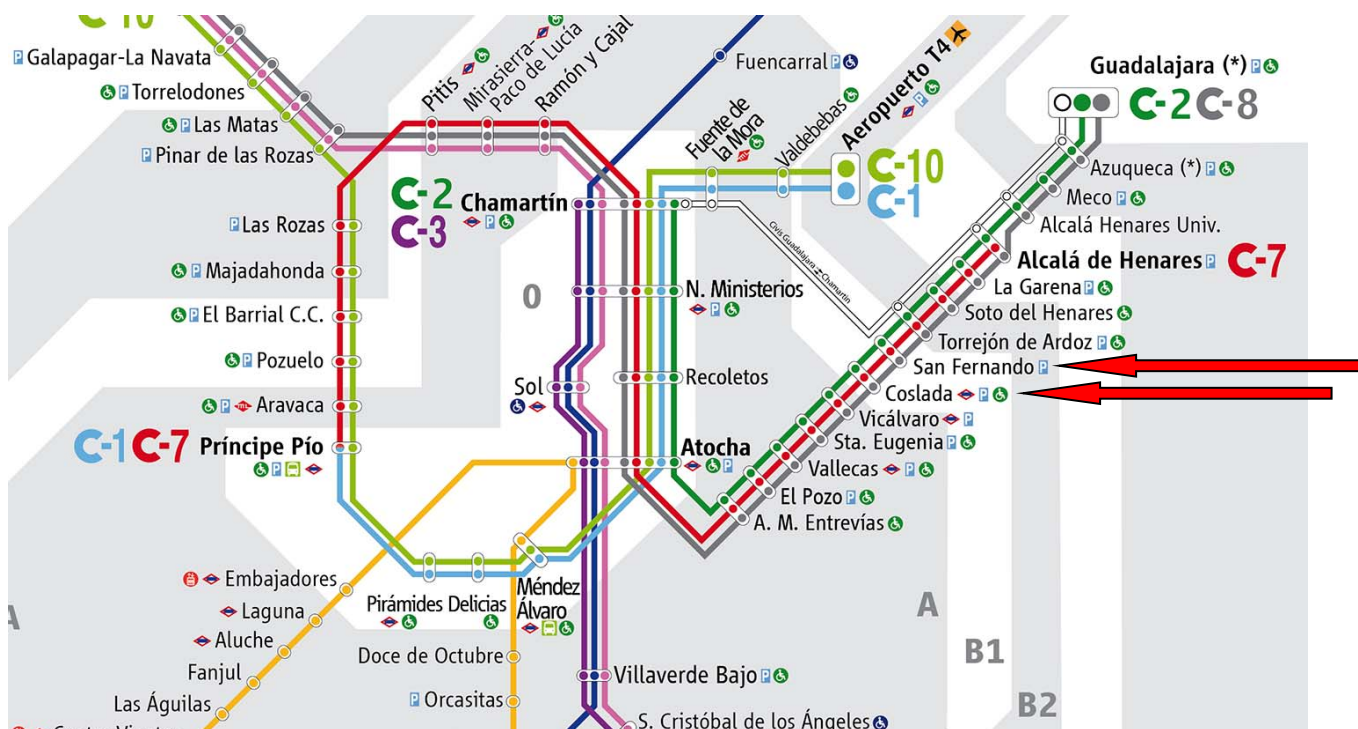 C-10
Galapagar-La Navata
Torrelodones
Las Matas
Pinar de las Rozas
Las Rozas
Majadahonda
El Barrial C.C.
Pozuelo
Aravaca
C-1 C-7 Príncipe Pío
Pitis
Mirasierra-
Paco de Lucía
Ramón y Cajal
Fuencarral
Fuente de
la Mora
Valdebebas
Aeropuerto T4
C-10
C-1
C-2
C-3
Chamartín
0
N. Ministerios
Recoletos
Sol
Atocha
Civis Guadalajara
Chamartín
Guadalajara (*)
C-2 C-8
Azuqueca (*)
Meco
Alcalá Henares Univ.
Alcalá de Henares C-7
La Garena
Soto del Henares
Torrejón de Ardoz
San Fernando
Coslada
Vicálvaro
Sta. Eugenia
Vallecas
El Pozo
A. M. Entrevías
Embajadores
Laguna
Aluche
Fanjul
Las Águilas
Pirámides
Delicias
Méndez
Álvaro
Doce de Octubre
Orcasitas
Villaverde Bajo
S. Cristóbal de los Ángeles
A
A
B1
B2